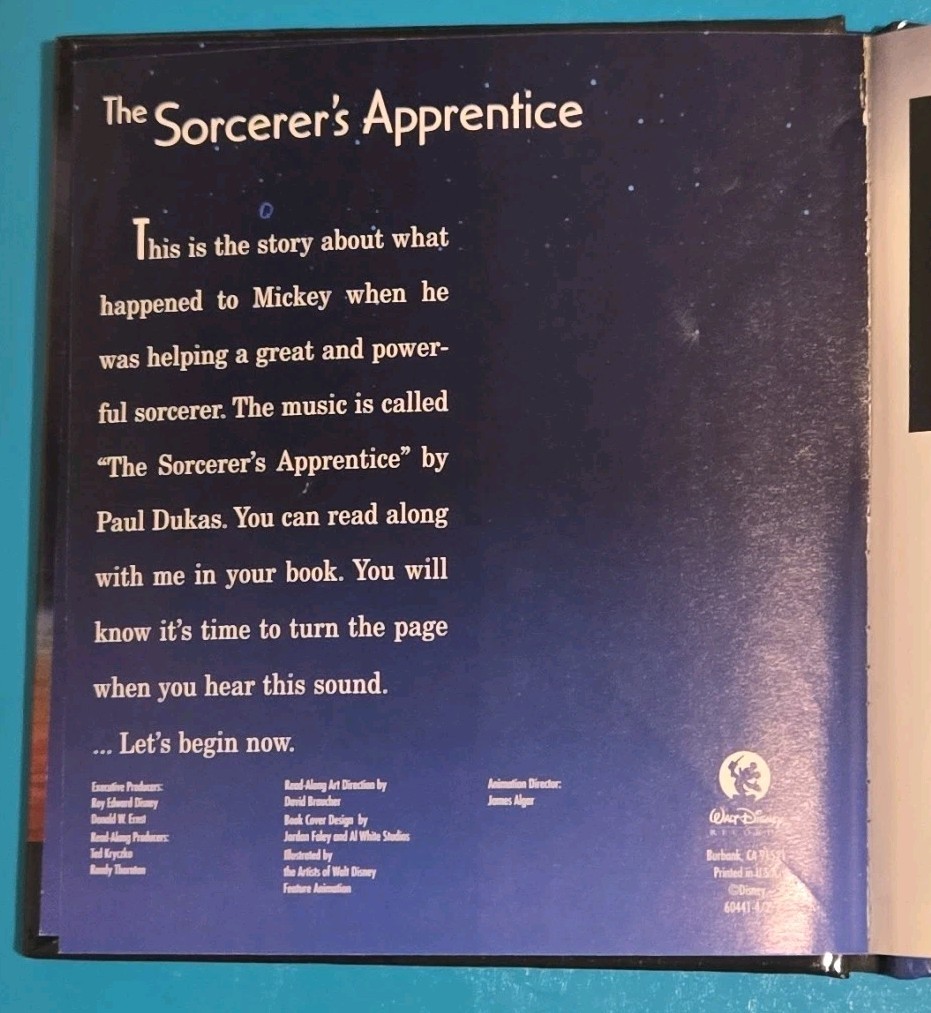 The Sorcerer's Apprentice
This is the story about what
happened to Mickey when he
was helping a great and power-
ful sorcerer. The music is called
“The Sorcerer’s Apprentice” by
Paul Dukas. You can read along
with me in your book. You will
know it’s time to turn the page
when you hear this sound.
... Let’s begin now.
Executive Producers:
Roy Edward Disney
Donald W. Ernst
Read-Along Producers:
Ted Kryczko
Randy Thornton
Read-Along Art Direction by
David Braucher
Book Cover Design by
Jordan Foley and Al White Studios
Illustrated by
the Artists of Walt Disney
Feature Animation
Animation Director:
James Algar
Walt Disney
RECORDS
Burbank, CA
Printed in U.S.A.
©Disney